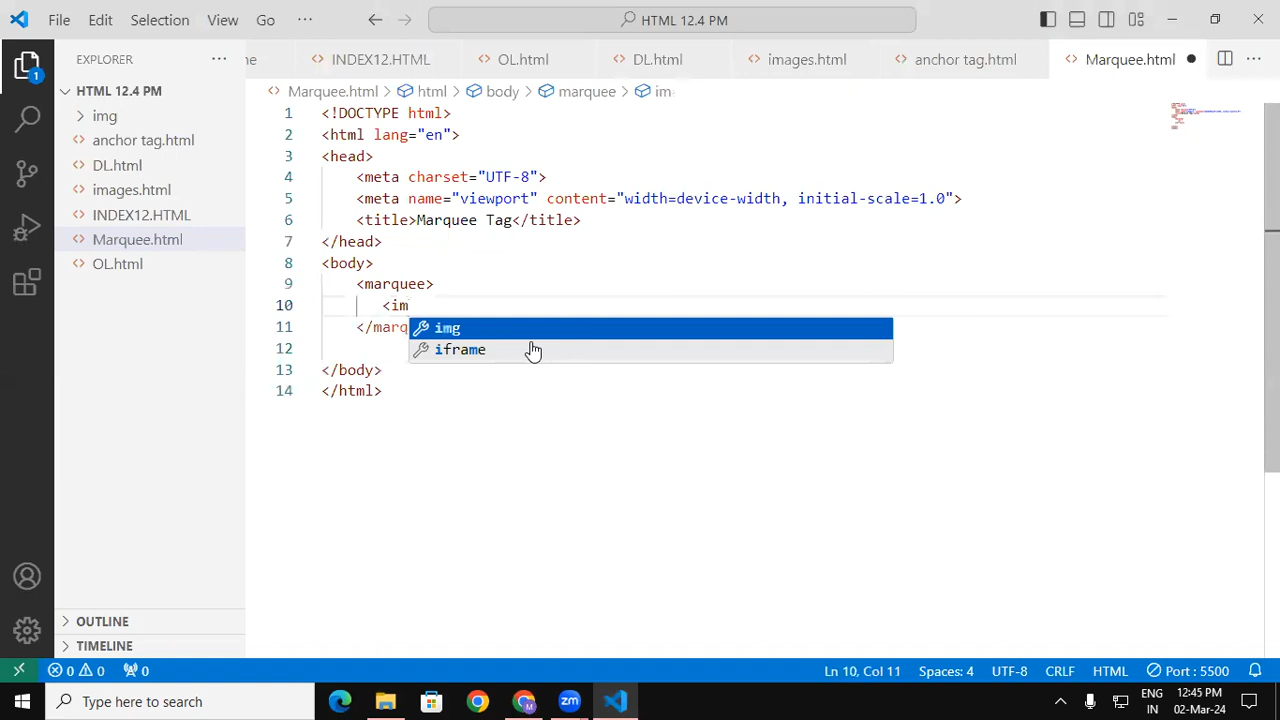 File Edit Selection View Go ··· HTML 12.4 PM
EXPLORER ··· me INDEX12.HTML OL.html DL.html images.html anchor tag.html Marquee.html ···
HTML 12.4 PM
Marquee.html > html > body > marquee > im
img
anchor tag.html
DL.html
images.html
INDEX12.HTML
Marquee.html
OL.html
1 <!DOCTYPE html>
2 <html lang="en">
3 <head>
4 <meta charset="UTF-8">
5 <meta name="viewport" content="width=device-width, initial-scale=1.0">
6 <title>Marquee Tag</title>
7 </head>
8 <body>
9 <marquee>
10 <im
11 </marq
img
12
iframe
13 </body>
14 </html>
1
OUTLINE
TIMELINE
0 0 0 Ln 10, Col 11 Spaces: 4 UTF-8 CRLF HTML Port : 5500
Type here to search ENG 12:45 PM
IN 02-Mar-24